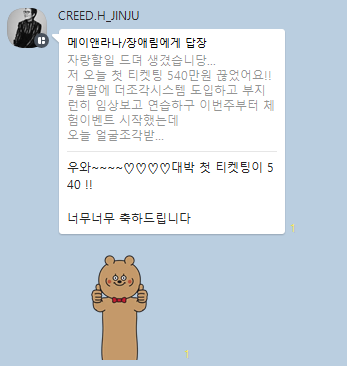 CREED.H_JINJU
메이앤라나/장애림에게 답장
자랑할일 드뎌 생겼습니당...
저 오늘 첫 티켓팅 540만원 끊었어요!!
7월말에 더조각시스템 도입하고 부지
런히 임상보고 연습하구 이번주부터 체
험이벤트 시작했는데
오늘 얼굴조각받...
우와~~~~♡♡♡♡대박 첫 티켓팅이 5
40 !!
너무너무 축하드립니다
1
1